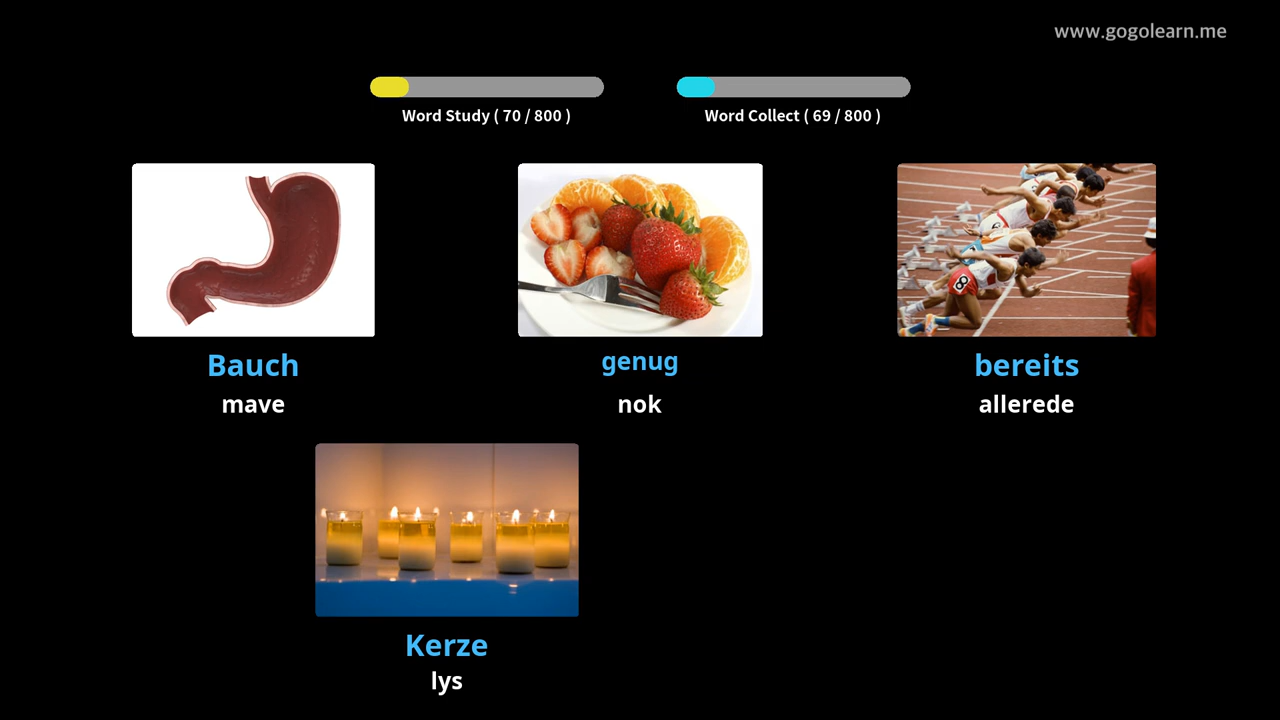 www.gogolearn.me
Word Study ( 70 / 800 )
Word Collect ( 69 / 800 )
Bauch
mave
genug
nok
bereits
allerede
8
Kerze
lys